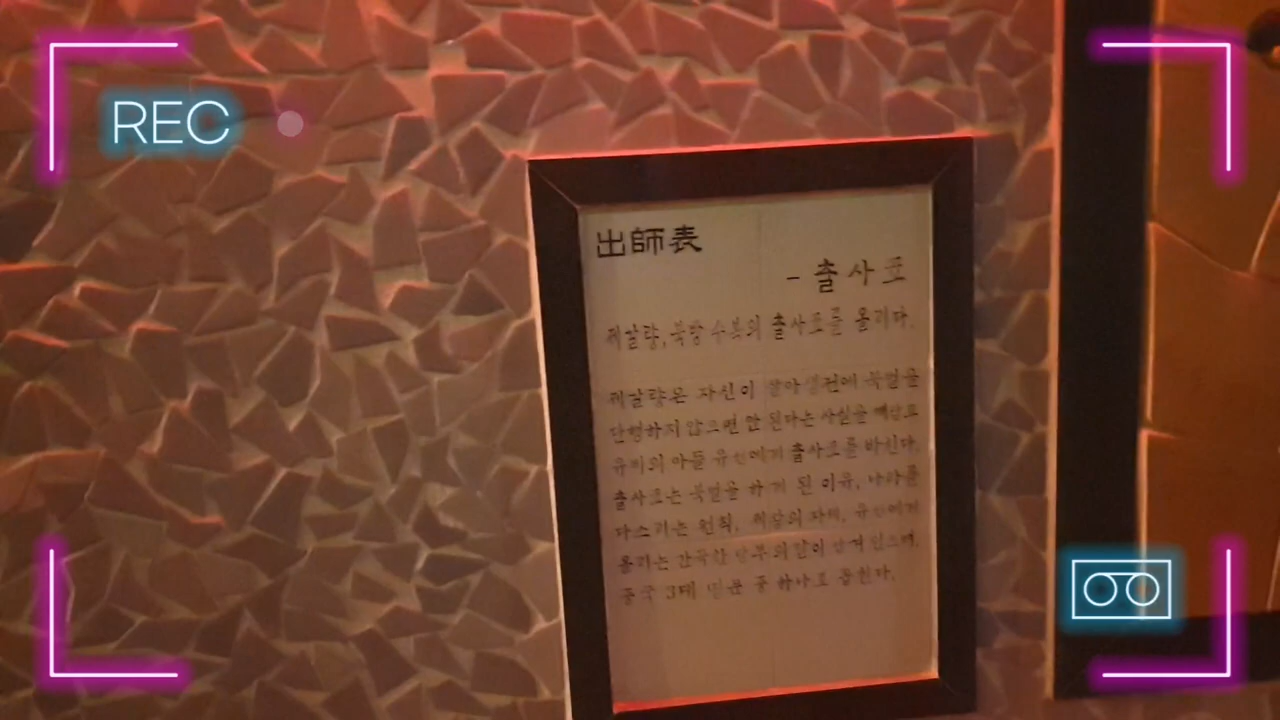 REC
出師表
- 출사표
제갈량, 북방 수복의 출사표를 올리다.
제갈량은 자신이 살아생전에 북벌을
단행하지 않으면 안 된다는 사실을 깨닫고
유비의 아들 유선에게 출사표를 바친다.
출사표는 북벌을 하게 된 이유, 나라를
다스리는 원칙, 위상의 자세, 유선에게
올리는 간곡한 당부의 말이 담겨 있으며,
중국 3대 명문 중 하나로 꼽힌다.